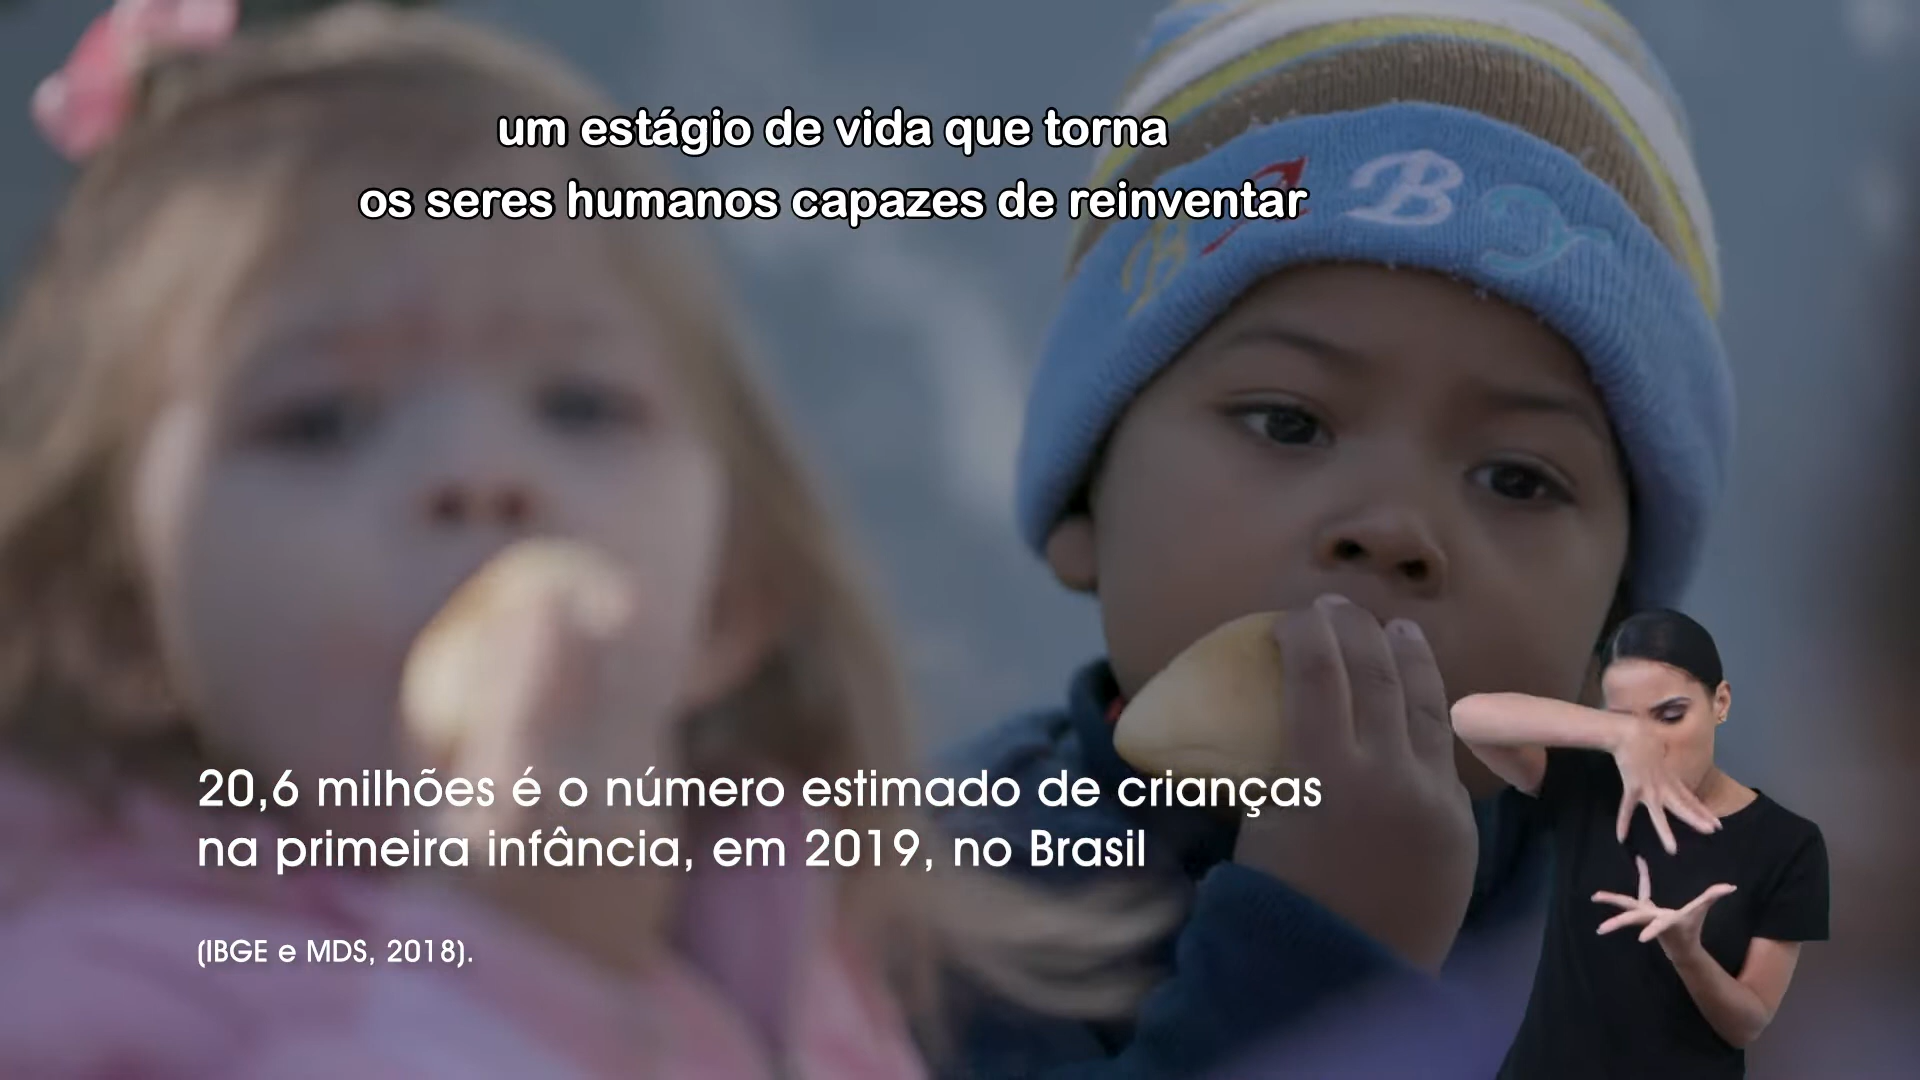 um estágio de vida que torna
os seres humanos capazes de reinventar
B A B Y
20,6 milhões é o número estimado de crianças
na primeira infância, em 2019, no Brasil
(IBGE e MDS, 2018).